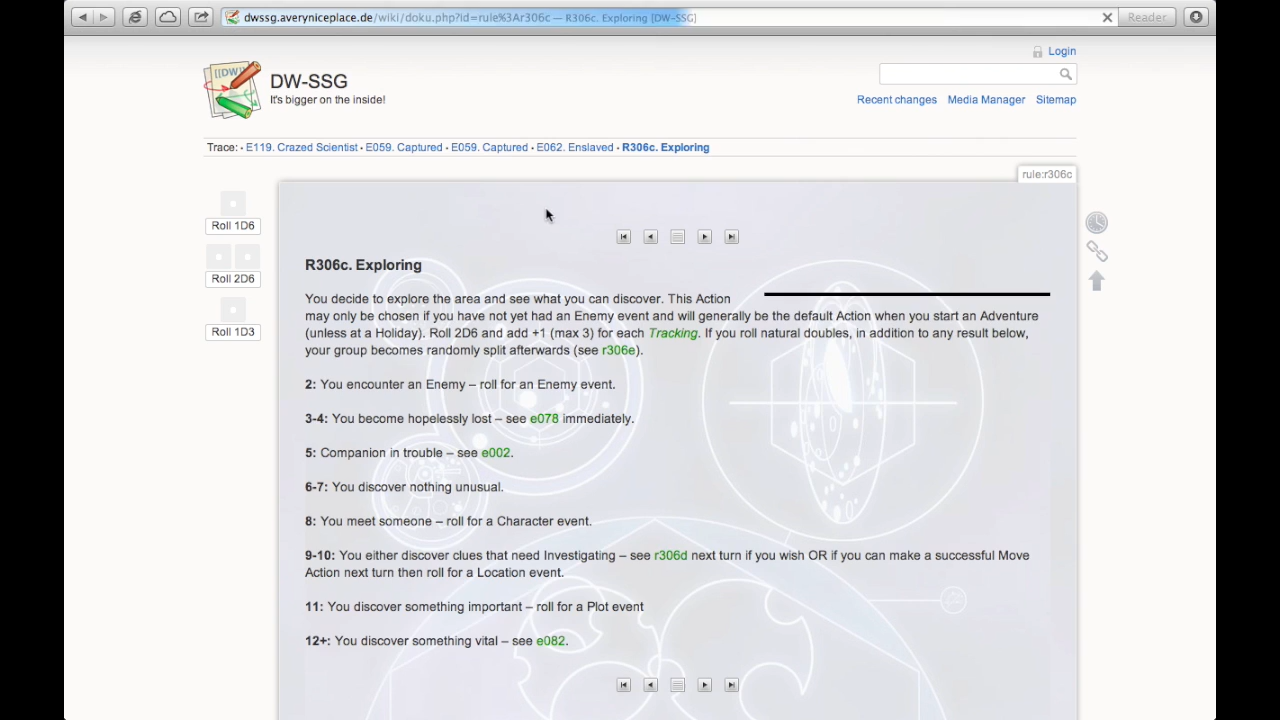 dwssg.averyniceplace.de/wiki/doku.php?id=rule%3Ar306c — R306c. Exploring [DW-SSG]
Reader
Login
[[DW]]
DW-SSG
It's bigger on the inside!
Recent changes Media Manager Sitemap
Trace: • E119. Crazed Scientist • E059. Captured • E059. Captured • E062. Enslaved • R306c. Exploring
rule:r306c
Roll 1D6
Roll 2D6
Roll 1D3
R306c. Exploring
You decide to explore the area and see what you can discover. This Action
may only be chosen if you have not yet had an Enemy event and will generally be the default Action when you start an Adventure
(unless at a Holiday). Roll 2D6 and add +1 (max 3) for each Tracking. If you roll natural doubles, in addition to any result below,
your group becomes randomly split afterwards (see r306e).
2: You encounter an Enemy – roll for an Enemy event.
3-4: You become hopelessly lost – see e078 immediately.
5: Companion in trouble – see e002.
6-7: You discover nothing unusual.
8: You meet someone – roll for a Character event.
9-10: You either discover clues that need Investigating – see r306d next turn if you wish OR if you can make a successful Move
Action next turn then roll for a Location event.
11: You discover something important – roll for a Plot event
12+: You discover something vital – see e082.